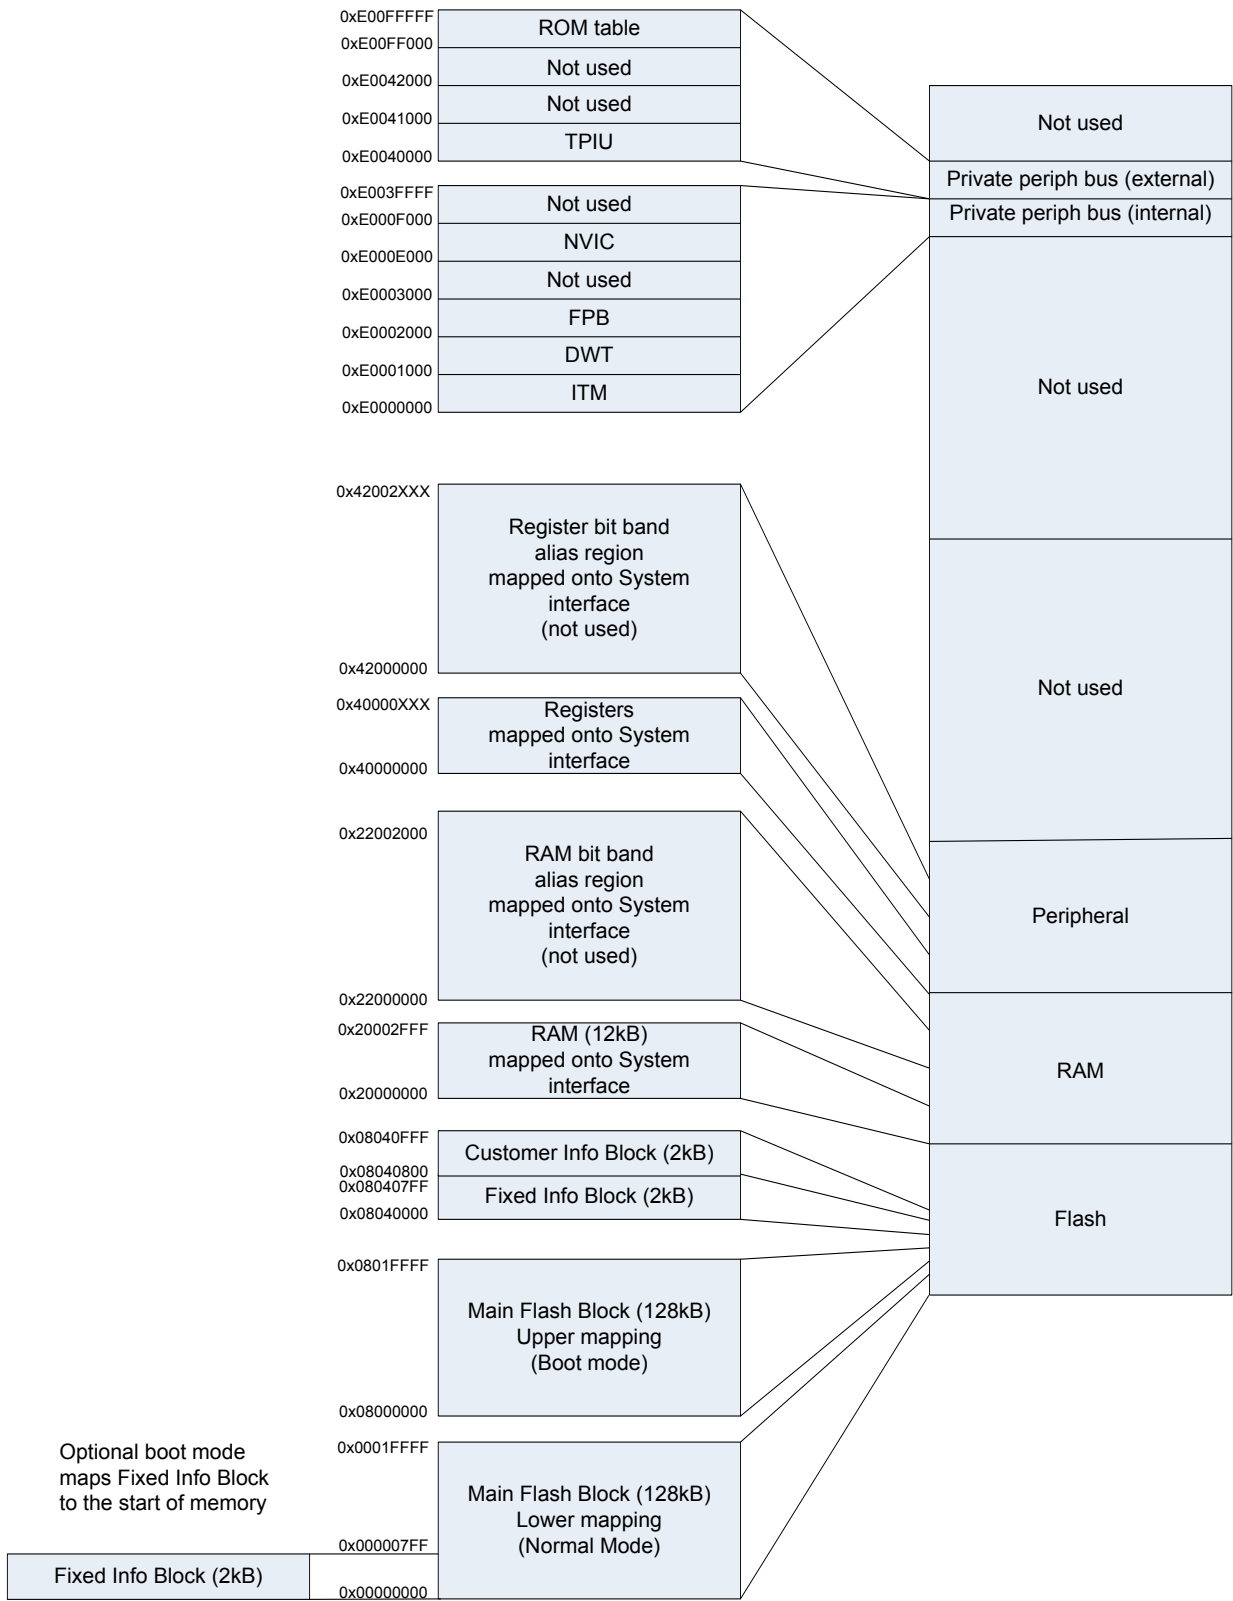 0xE00FFFFF
ROM table
0xE00FF000
Not used
0xE0042000
Not used
0xE0041000
TPIU
0xE0040000
0xE003FFFF
Not used
0xE000F000
NVIC
0xE000E000
Not used
0xE0003000
FPB
0xE0002000
DWT
0xE0001000
ITM
0xE0000000
0x42002XXX
Register bit band
alias region
mapped onto System
interface
(not used)
0x42000000
0x40000XXX
Registers
mapped onto System
interface
0x40000000
0x22002000
RAM bit band
alias region
mapped onto System
interface
(not used)
0x22000000
0x20002FFF
RAM (12kB)
mapped onto System
interface
0x20000000
0x08040FFF
Customer Info Block (2kB)
0x08040800
0x080407FF
Fixed Info Block (2kB)
0x08040000
0x0801FFFF
Main Flash Block (128kB)
Upper mapping
(Boot mode)
0x08000000
0x0001FFFF
Main Flash Block (128kB)
Lower mapping
(Normal Mode)
0x000007FF
0x00000000
Optional boot mode
maps Fixed Info Block
to the start of memory
Fixed Info Block (2kB)
Not used
Private periph bus (external)
Private periph bus (internal)
Not used
Not used
Peripheral
RAM
Flash